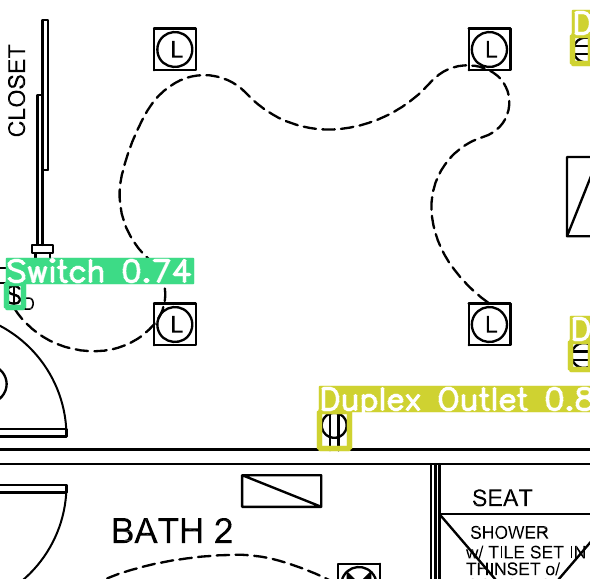 L
L
D
CLOSET
Switch 0.74
$D
L
L
D
Duplex Outlet 0.8
BATH 2
SEAT
SHOWER
w/ TILE SET IN
THINSET o/